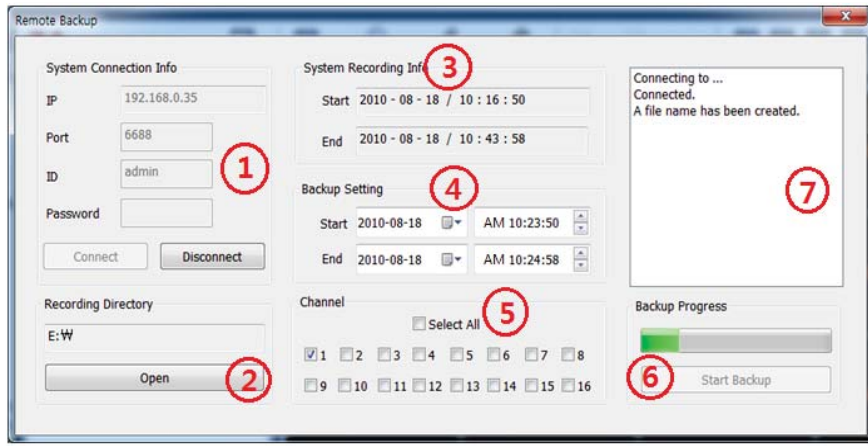 Remote Backup
System Connection Info
IP 192.168.0.35
Port 6688
ID admin
Password
Connect Disconnect
1
Recording Directory
E:₩
Open
2
System Recording Info
3
Start 2010 - 08 - 18 / 10 : 16 : 50
End 2010 - 08 - 18 / 10 : 43 : 58
Backup Setting
4
Start 2010-08-18 AM 10:23:50
End 2010-08-18 AM 10:24:58
Channel
5
Select All
1 2 3 4 5 6 7 8
9 10 11 12 13 14 15 16
Connecting to ...
Connected.
A file name has been created.
7
Backup Progress
6
Start Backup